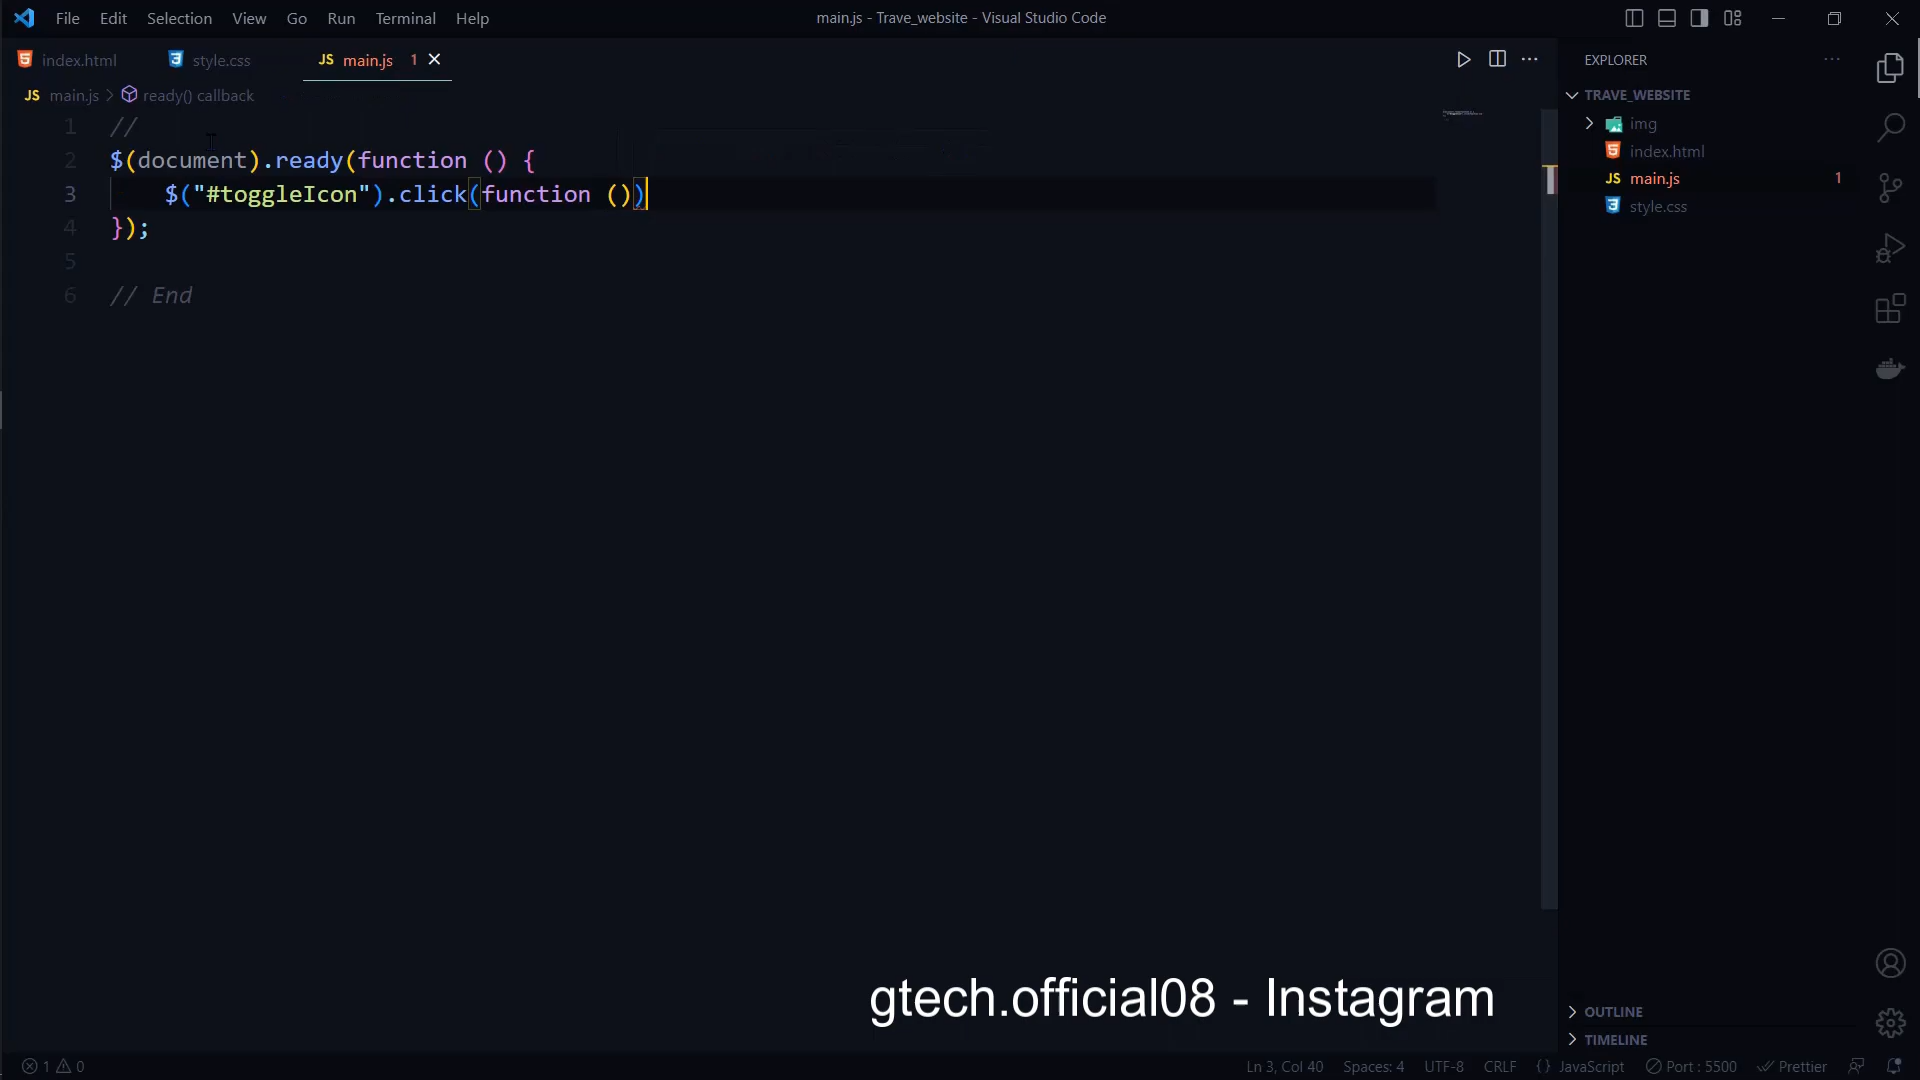 File Edit Selection View Go Run Terminal Help
main.js - Trave_website - Visual Studio Code
index.html
style.css
JS main.js 1
JS main.js > ready() callback
1 //
2 $(document).ready(function () {
3 $("#toggleIcon").click(function ())
4 });
5
6 // End
EXPLORER
TRAVE_WEBSITE
img
index.html
JS main.js 1
style.css
gtech.official08 - Instagram
OUTLINE
TIMELINE
1 0
Ln 3, Col 40 Spaces: 4 UTF-8 CRLF {} JavaScript Port : 5500 Prettier